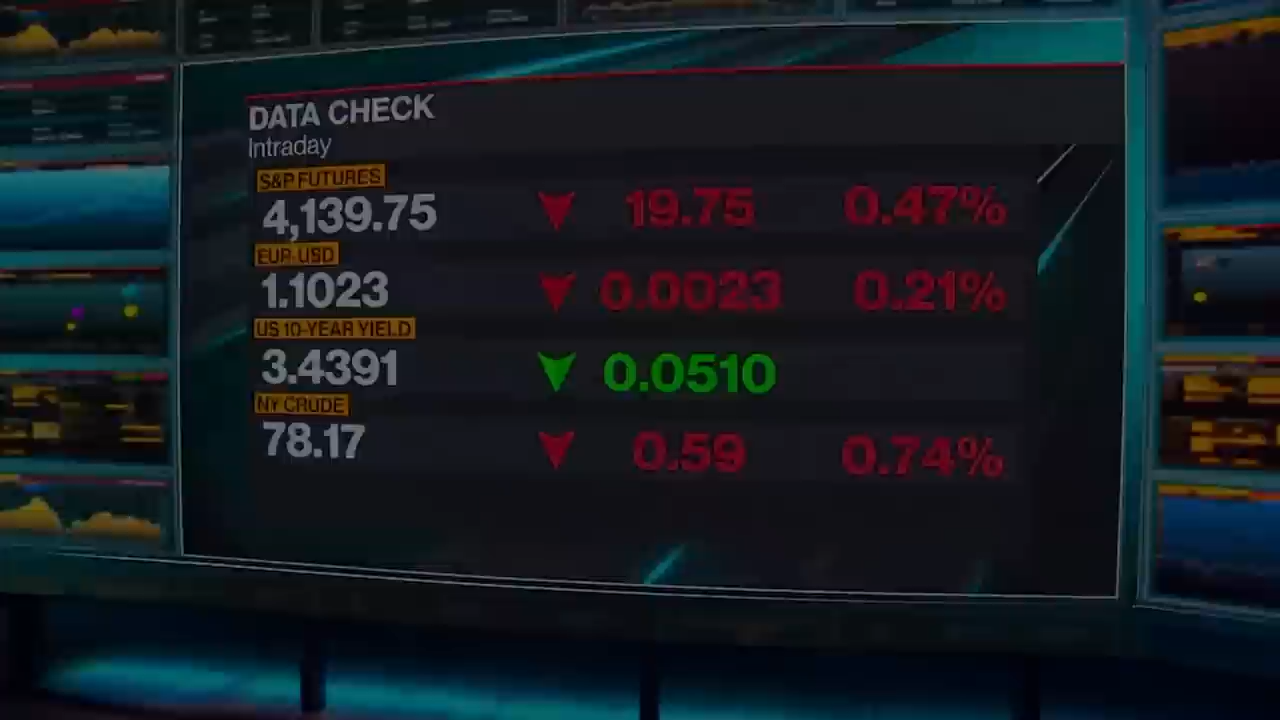 DATA CHECK
Intraday
S&P FUTURES
4,139.75 19.75 0.47%
EUR-USD
1.1023 0.0023 0.21%
US 10-YEAR YIELD
3.4391 0.0510
NY CRUDE
78.17 0.59 0.74%